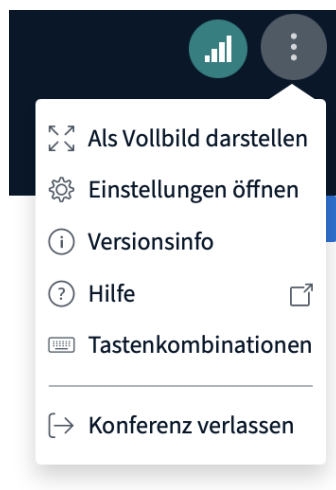 Als Vollbild darstellen
Einstellungen öffnen
Versionsinfo
Hilfe
Tastenkombinationen
Konferenz verlassen